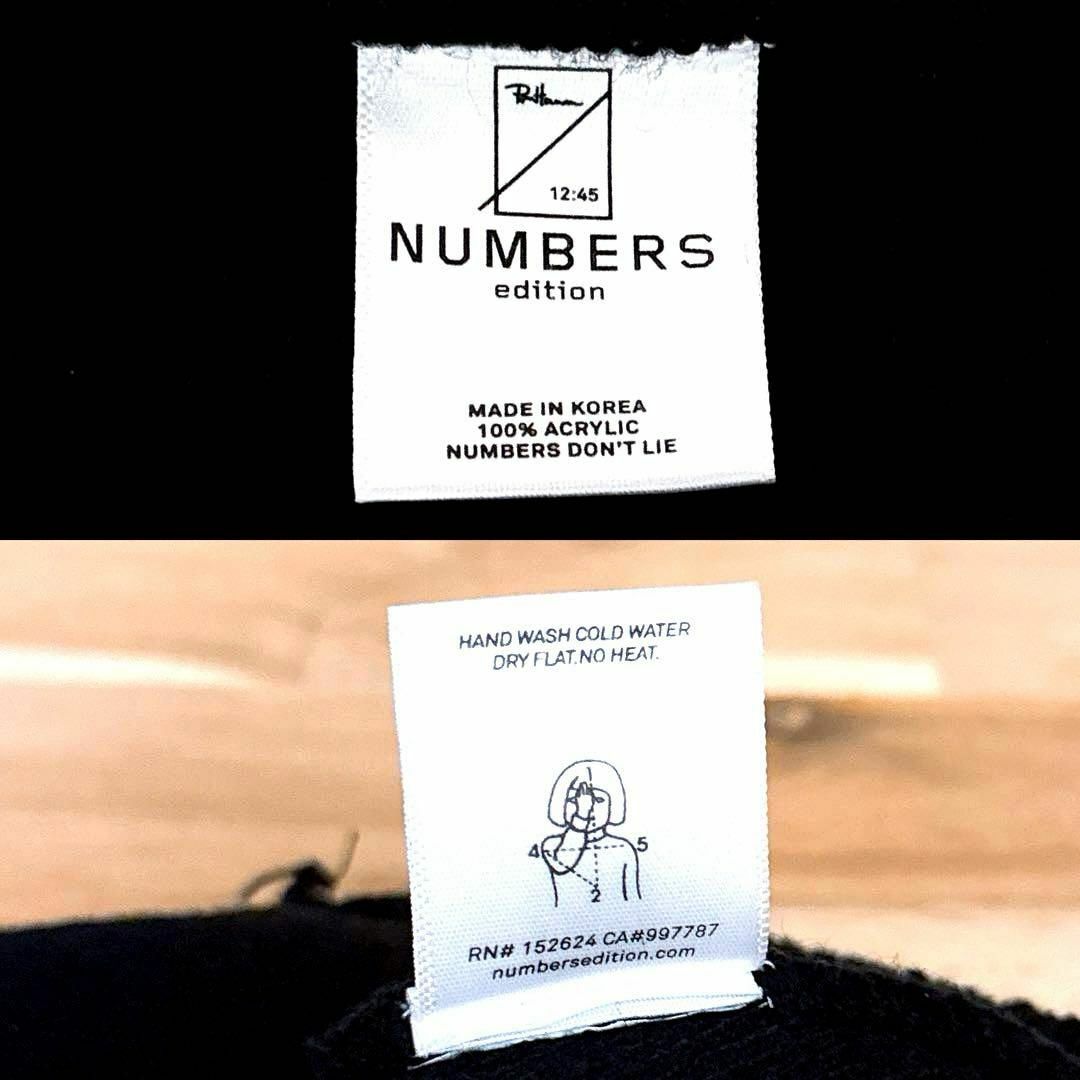 12:45
NUMBERS
edition
MADE IN KOREA
100% ACRYLIC
NUMBERS DON'T LIE
HAND WASH COLD WATER
DRY FLAT.NO HEAT.
4 5
2
RN# 152624 CA#997787
numbersedition.com